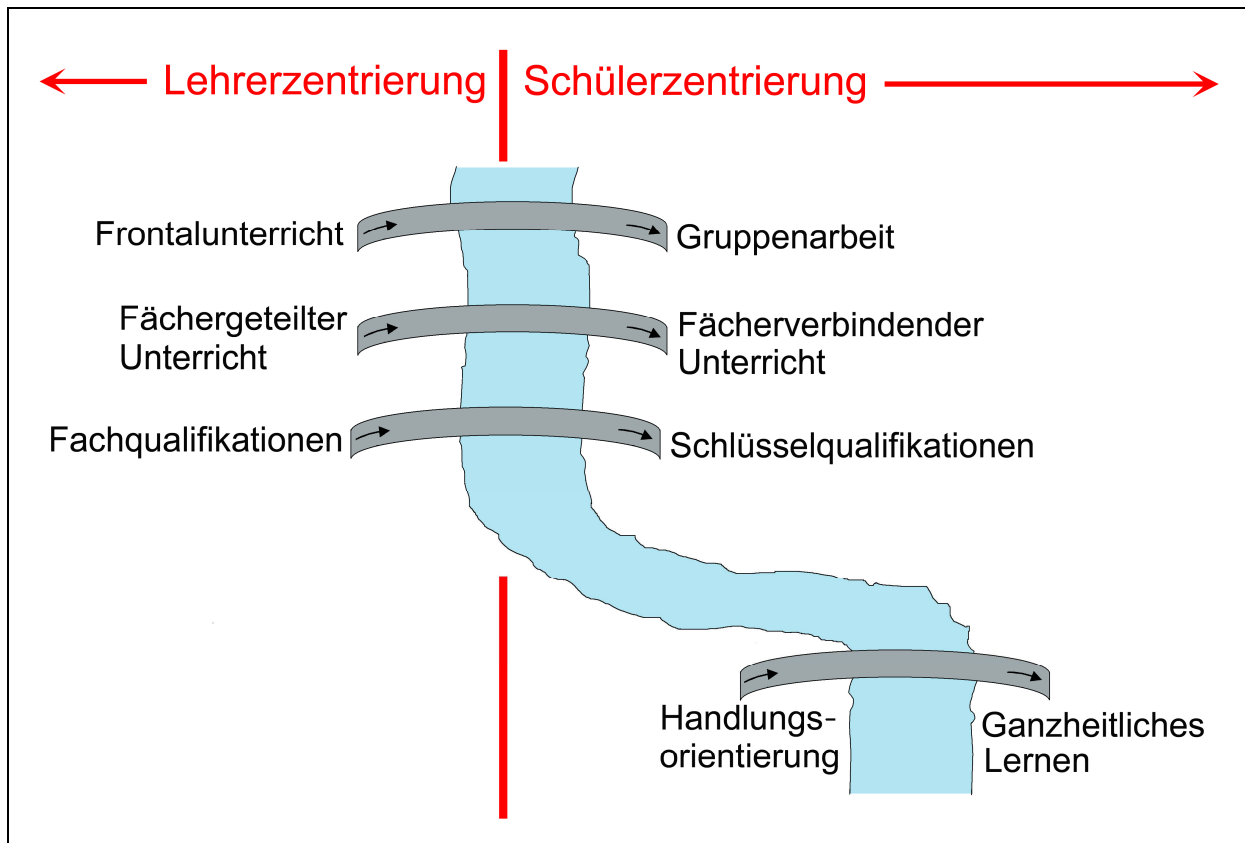 Lehrerzentrierung
Schülerzentrierung
Frontalunterricht
Gruppenarbeit
Fächergeteilter
Unterricht
Fächerverbindender
Unterricht
Fachqualifikationen
Schlüsselqualifikationen
Handlungs-
orientierung
Ganzheitliches
Lernen